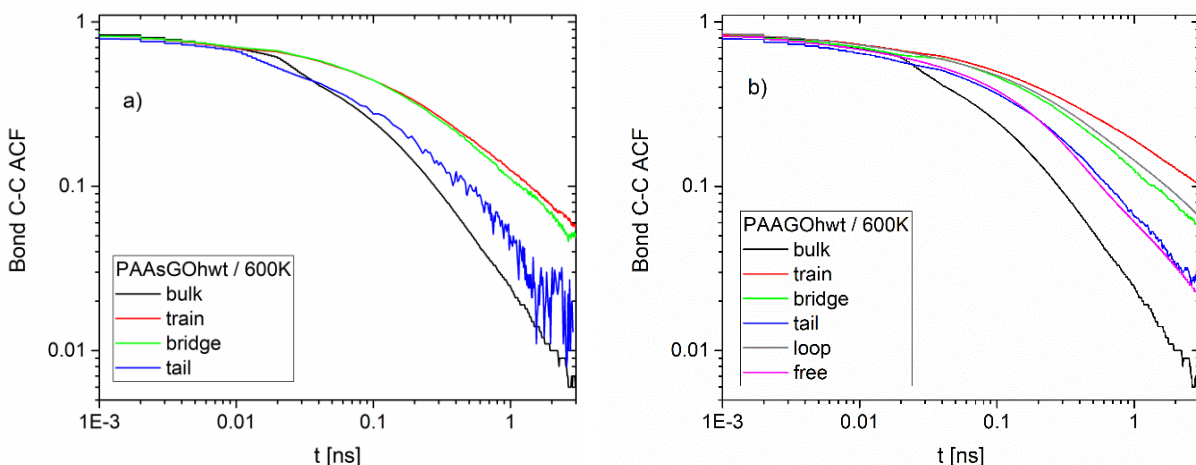 1
0.1
0.01
1E-3
0.01
0.1
1
Bond C-C ACF
t [ns]
a)
PAAsGOhwt / 600K
bulk
train
bridge
tail
1
0.1
0.01
1E-3
0.01
0.1
1
Bond C-C ACF
t [ns]
b)
PAAGOhwt / 600K
bulk
train
bridge
tail
loop
free